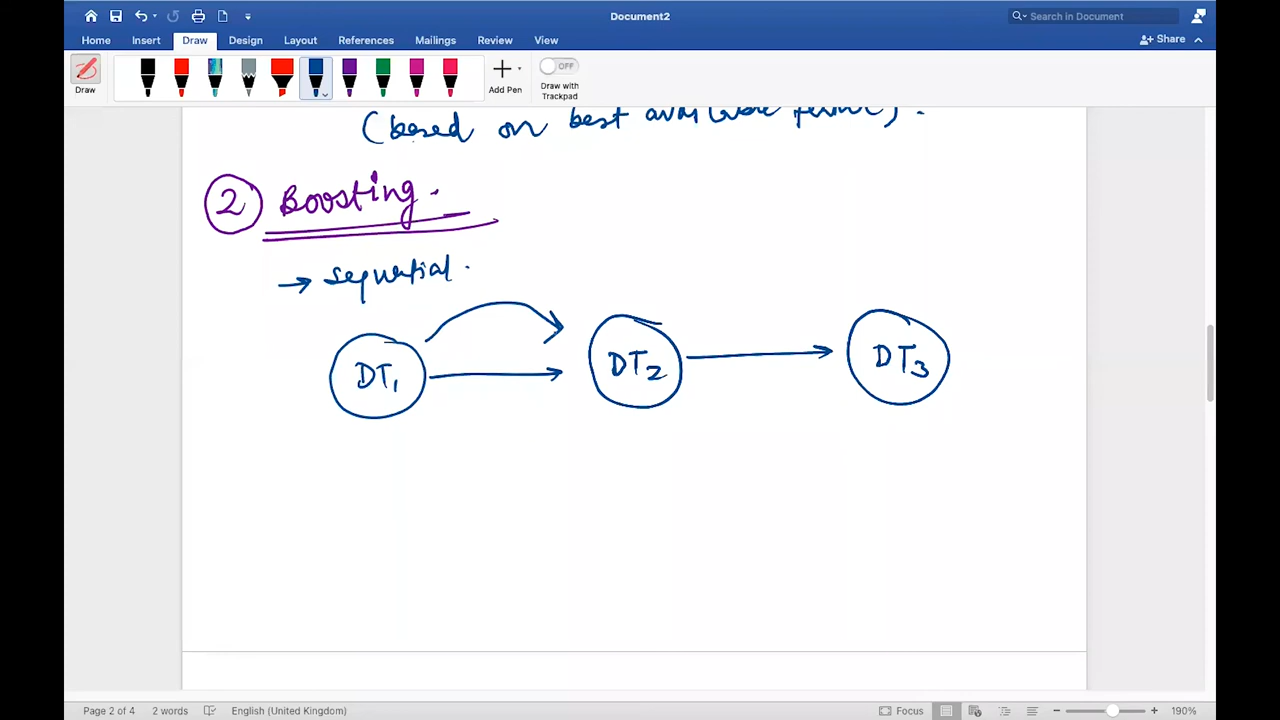 Document2
Search in Document
Home Insert Draw Design Layout References Mailings Review View
Share
Draw
Add Pen
OFF
Draw with
Trackpad
(based on best available
2 Boosting.
→ sequential.
DT1 DT2 DT3
Page 2 of 4 2 words English (United Kingdom) Focus 190%